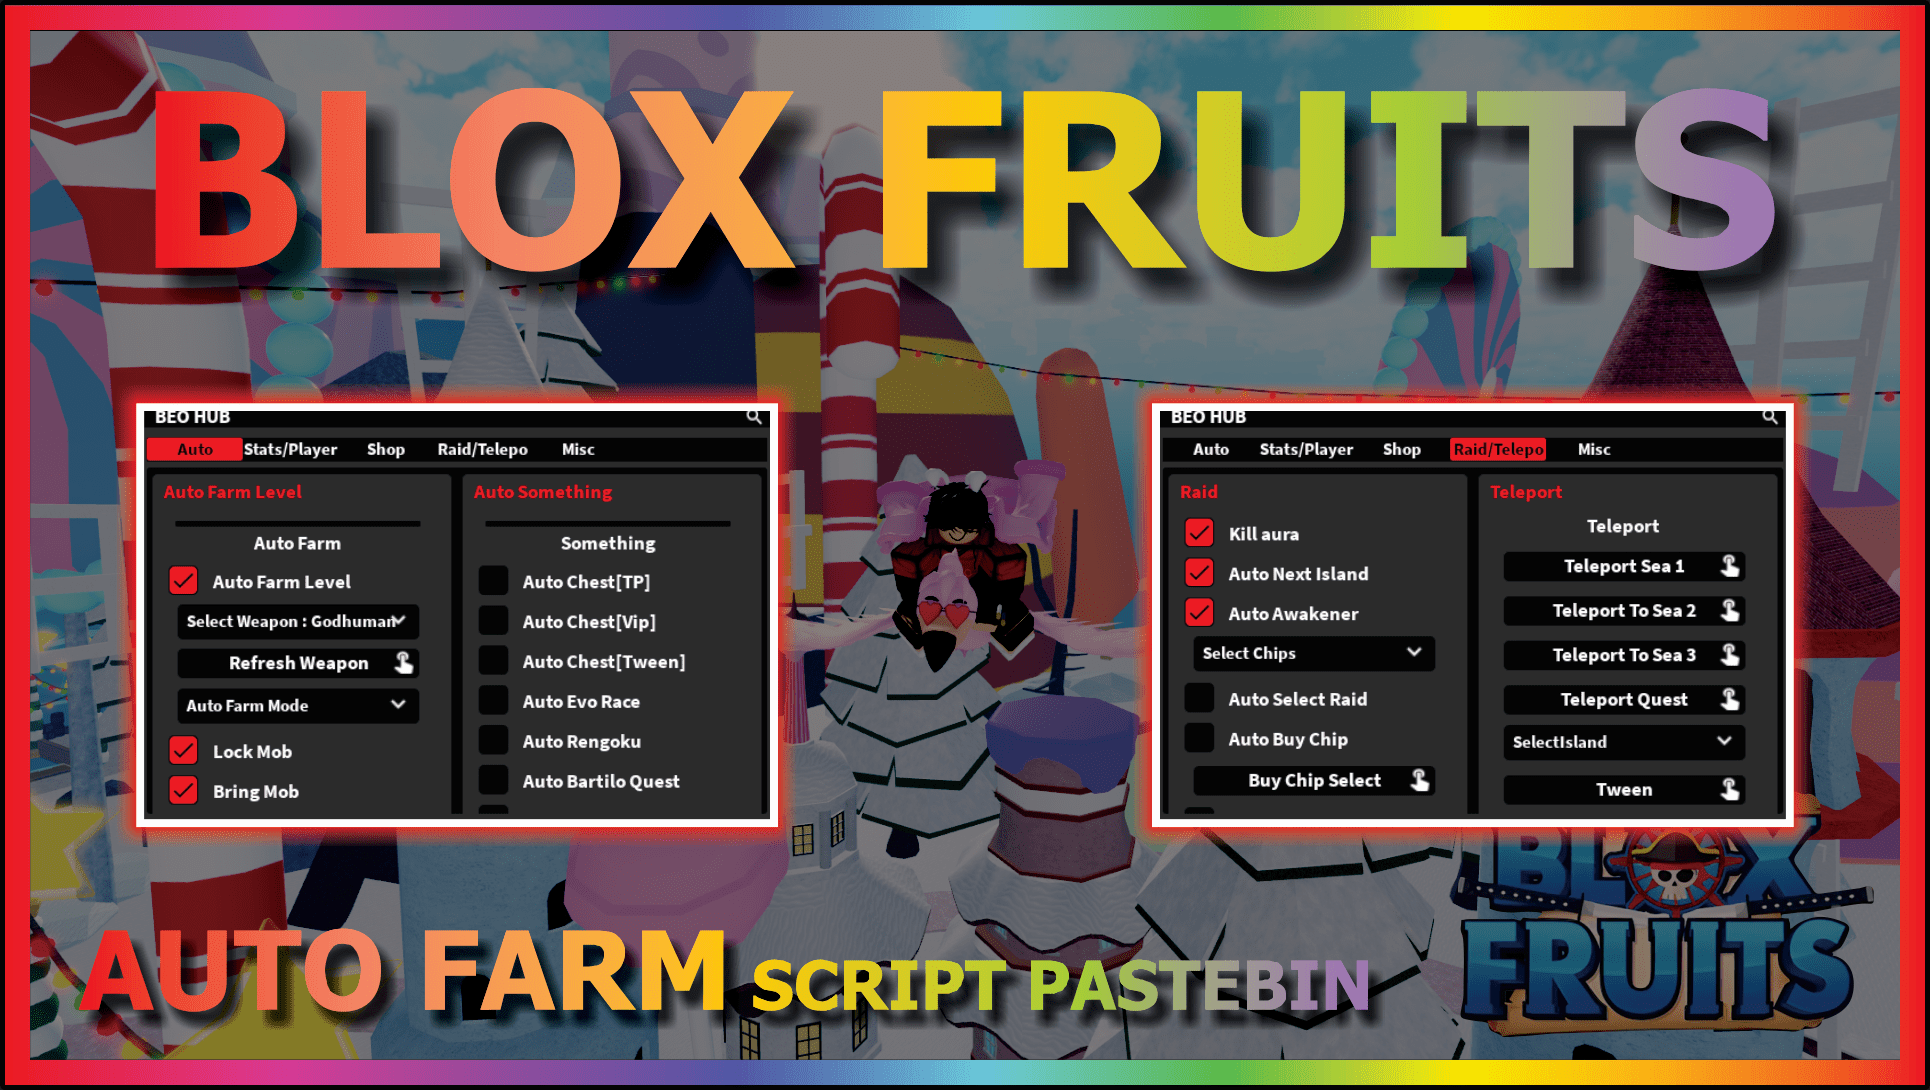 BLOX FRUITS
BEO HUB
Auto Stats/Player Shop Raid/Telepo Misc
Auto Farm Level
Auto Farm
Auto Farm Level
Select Weapon : Godhuman
Refresh Weapon
Auto Farm Mode
Lock Mob
Bring Mob
Auto Something
Something
Auto Chest[TP]
Auto Chest[Vip]
Auto Chest[Tween]
Auto Evo Race
Auto Rengoku
Auto Bartilo Quest
BEO HUB
Auto Stats/Player Shop Raid/Telepo Misc
Raid
Kill aura
Auto Next Island
Auto Awakener
Select Chips
Auto Select Raid
Auto Buy Chip
Buy Chip Select
Teleport
Teleport
Teleport Sea 1
Teleport To Sea 2
Teleport To Sea 3
Teleport Quest
SelectIsland
Tween
BLOX
FRUITS
AUTO FARM SCRIPT PASTEBIN